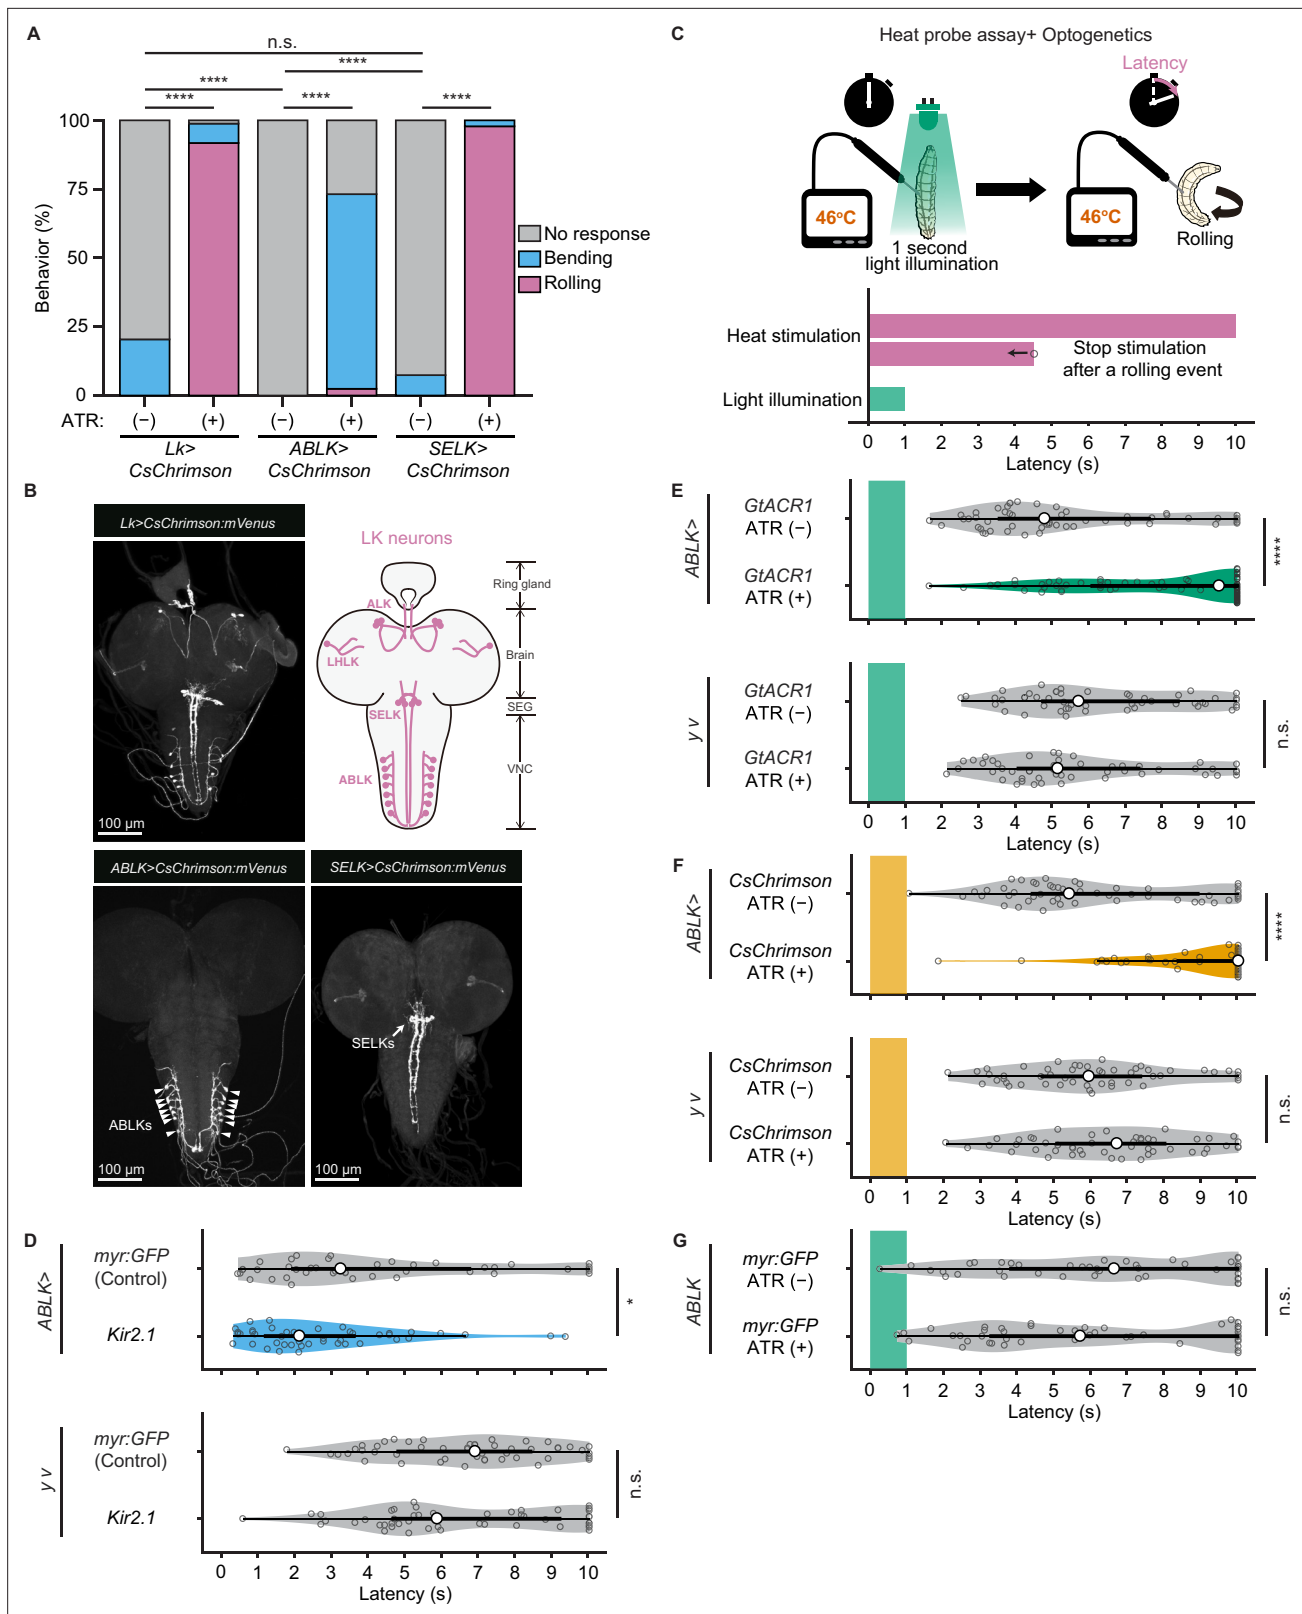 A
n.s.
****
****
****
****
****
100
75
50
25
0
Behavior (%)
No response
Bending
Rolling
ATR:
(−)
(+)
(−)
(+)
(−)
(+)
Lk>
CsChrimson
ABLK>
CsChrimson
SELK>
CsChrimson
B
Lk>CsChrimson:mVenus
100 µm
LK neurons
ALK
LHLK
SELK
ABLK
Ring gland
Brain
SEG
VNC
ABLK>CsChrimson:mVenus
ABLKs
100 µm
SELK>CsChrimson:mVenus
SELKs
100 µm
C
Heat probe assay+ Optogenetics
Latency
46°C
1 second
light illumination
46°C
Rolling
Heat stimulation
Stop stimulation
after a rolling event
Light illumination
0 1 2 3 4 5 6 7 8 9 10
Latency (s)
D
ABLK>
myr:GFP
(Control)
Kir2.1
*
y v
myr:GFP
(Control)
Kir2.1
n.s.
0 1 2 3 4 5 6 7 8 9 10
Latency (s)
E
ABLK>
GtACR1
ATR (−)
GtACR1
ATR (+)
****
y v
GtACR1
ATR (−)
GtACR1
ATR (+)
n.s.
0 1 2 3 4 5 6 7 8 9 10
Latency (s)
F
ABLK>
CsChrimson
ATR (−)
CsChrimson
ATR (+)
****
y v
CsChrimson
ATR (−)
CsChrimson
ATR (+)
n.s.
0 1 2 3 4 5 6 7 8 9 10
Latency (s)
G
ABLK
myr:GFP
ATR (−)
myr:GFP
ATR (+)
n.s.
0 1 2 3 4 5 6 7 8 9 10
Latency (s)